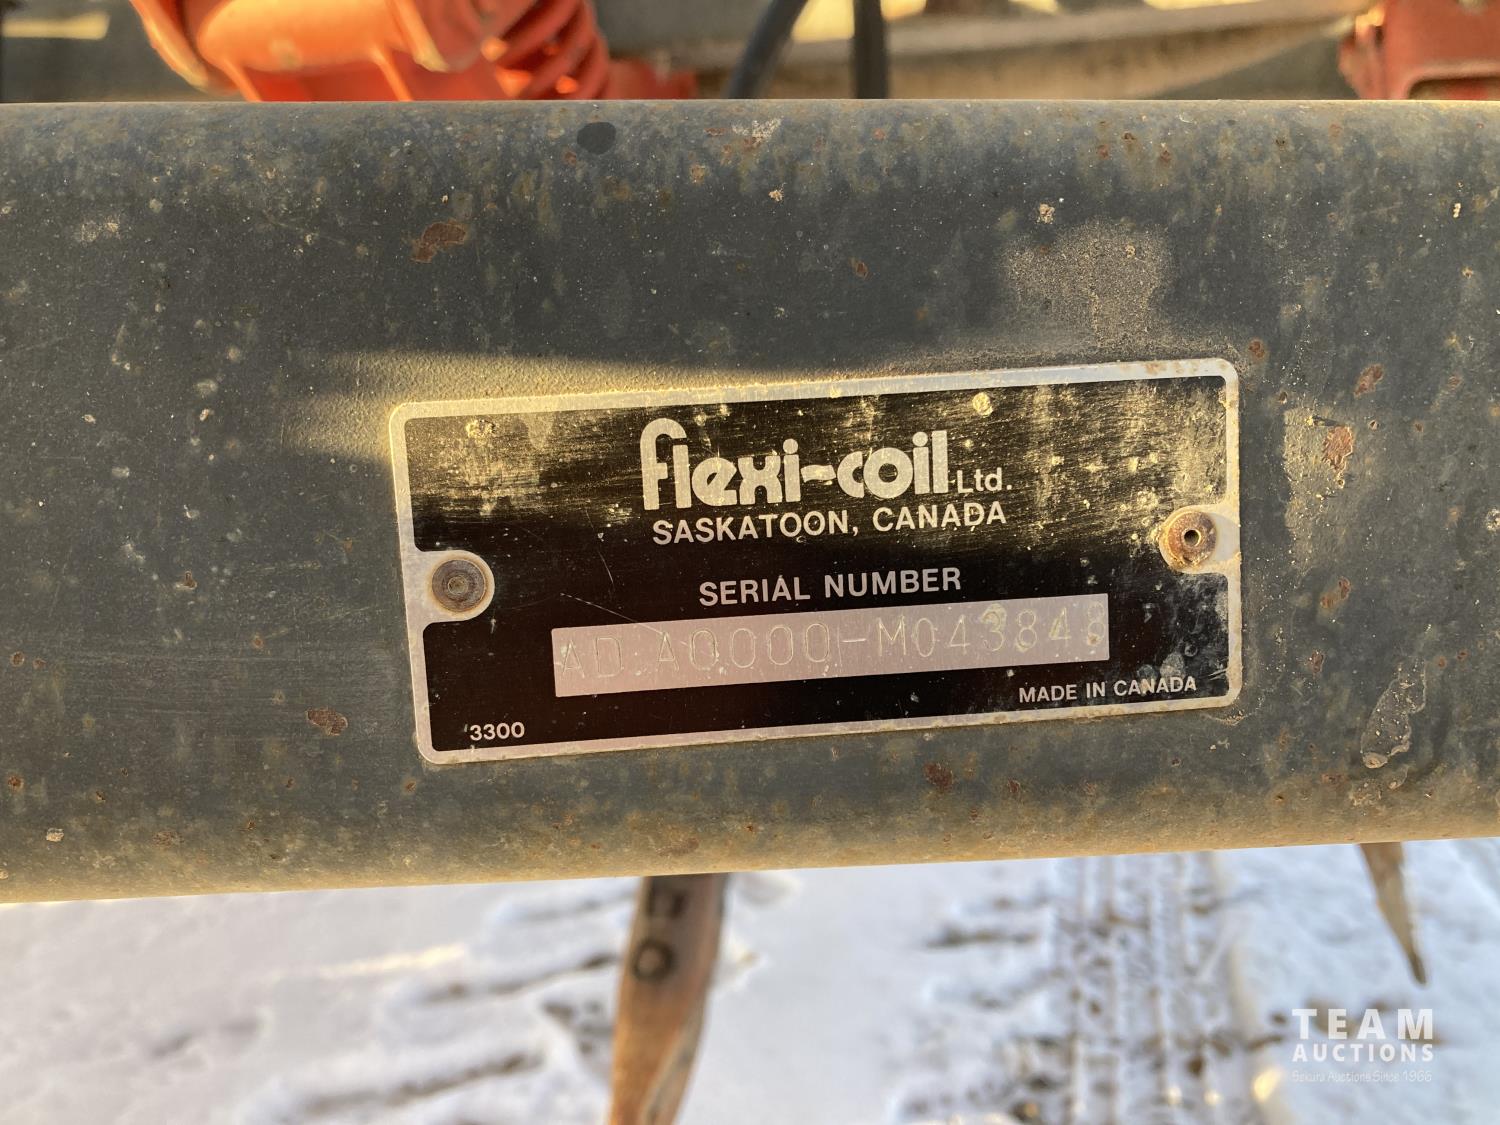 flexi-coil Ltd.
SASKATOON, CANADA
SERIAL NUMBER
AD A0000-M043848
3300
MADE IN CANADA
TEAM
AUCTIONS
Sekura Auctions Since 1966